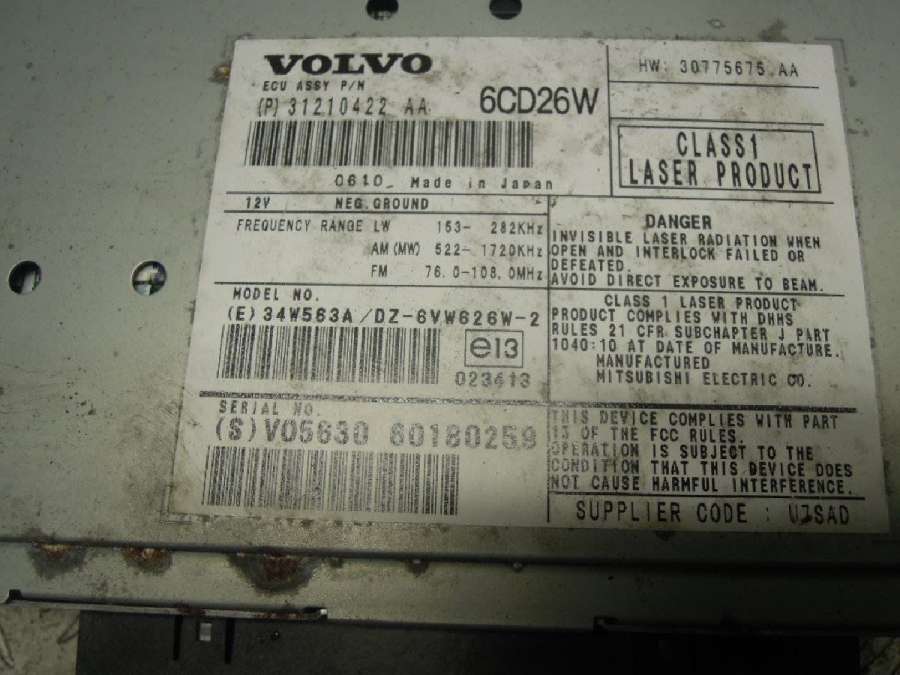 VOLVO
ECU ASSY P/N
(P) 31210422 AA 6CD26W
0610 Made in Japan
HW: 30775675 AA
CLASS1
LASER PRODUCT
12V NEG.GROUND
FREQUENCY RANGE LW 153- 282KHz
AM(MW) 522- 1720KHz
FM 76.0-108.0MHz
DANGER
INVISIBLE LASER RADIATION WHEN
OPEN AND INTERLOCK FAILED OR
DEFEATED.
AVOID DIRECT EXPOSURE TO BEAM.
MODEL NO.
(E) 34W563A/DZ-6VW626W-2
e13
023413
CLASS 1 LASER PRODUCT
PRODUCT COMPLIES WITH DHHS
RULES 21 CFR SUBCHAPTER J PART
1040:10 AT DATE OF MANUFACTURE.
MANUFACTURED
MITSUBISHI ELECTRIC CO.
SERIAL NO.
(S) VO5630 60180259
THIS DEVICE COMPLIES WITH PART
15 OF THE FCC RULES.
OPERATION IS SUBJECT TO THE
CONDITION THAT THIS DEVICE DOES
NOT CAUSE HARMFUL INTERFERENCE.
SUPPLIER CODE : U7SAD